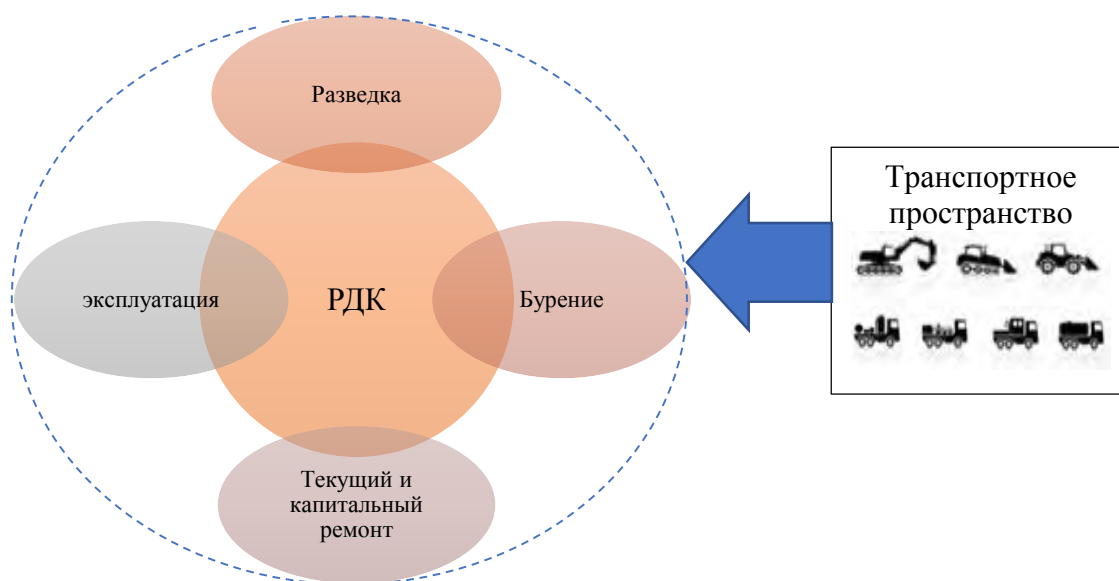 Разведка
Транспортное
пространство
эксплуатация
РДК
Бурение
Текущий и
капитальный
ремонт